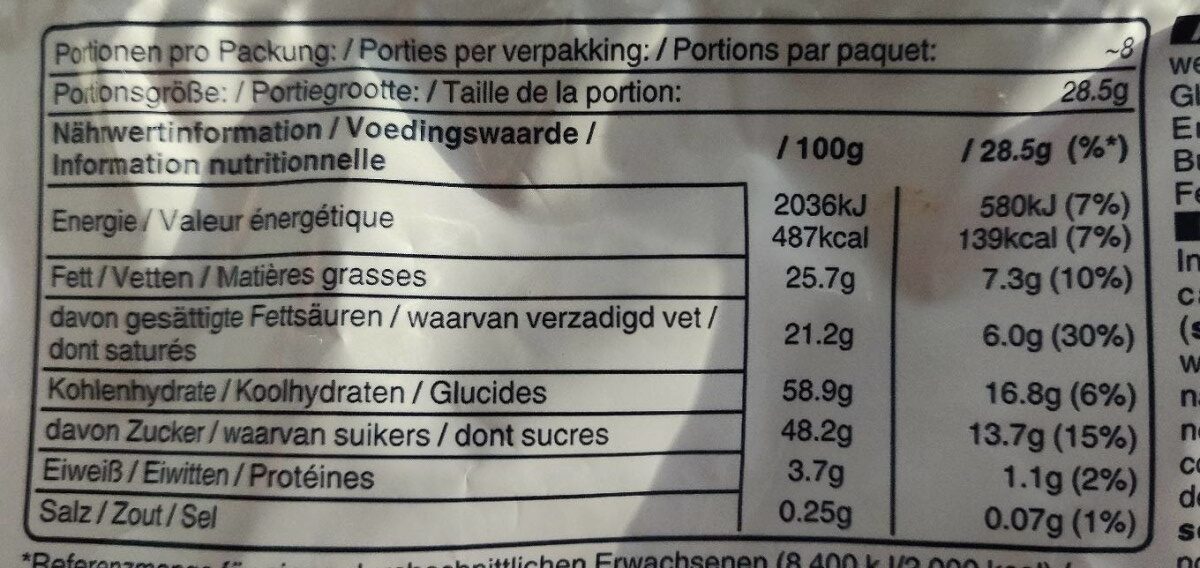 Portionen pro Packung: / Porties per verpakking: / Portions par paquet: ~8
Portionsgröße: / Portiegrootte: / Taille de la portion: 28.5g
Nährwertinformation / Voedingswaarde /
Information nutritionnelle / 100g / 28.5g (%*)
Energie / Valeur énergétique 2036kJ 580kJ (7%)
487kcal 139kcal (7%)
Fett / Vetten / Matières grasses 25.7g 7.3g (10%)
davon gesättigte Fettsäuren / waarvan verzadigd vet /
dont saturés 21.2g 6.0g (30%)
Kohlenhydrate / Koolhydraten / Glucides 58.9g 16.8g (6%)
davon Zucker / waarvan suikers / dont sucres 48.2g 13.7g (15%)
Eiweiß / Eiwitten / Protéines 3.7g 1.1g (2%)
Salz / Zout / Sel 0.25g 0.07g (1%)
Erwachsenen (8 400